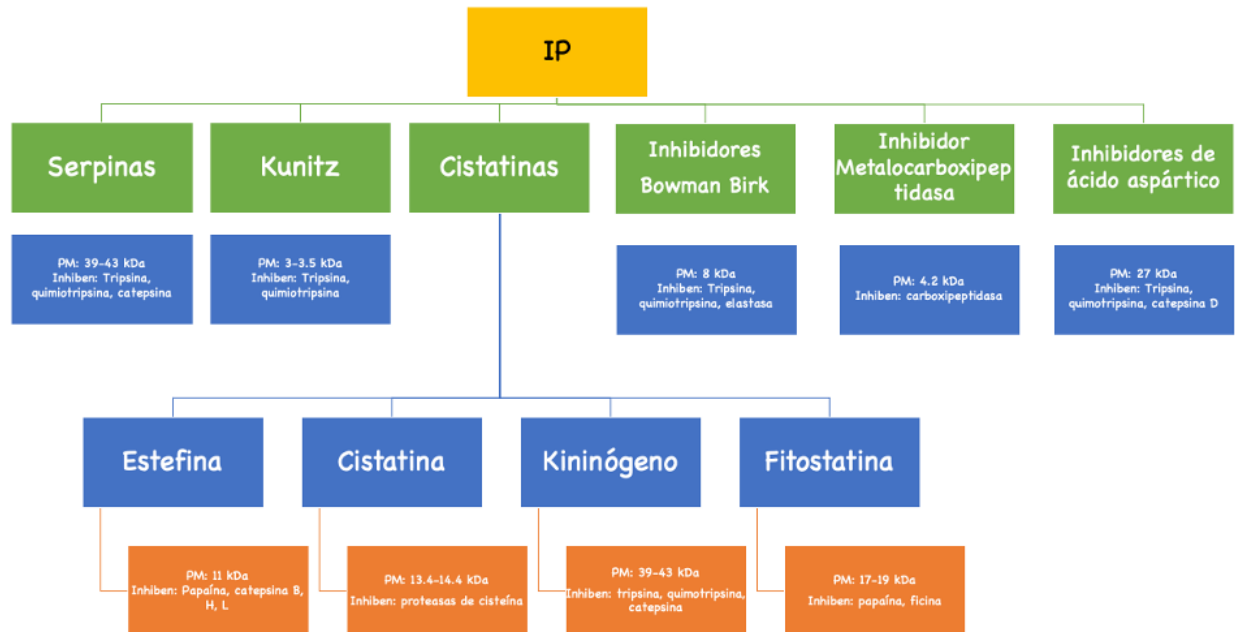 IP
Serpinas
Kunitz
Cistatinas
Inhibidores
Bowman Birk
Inhibidor
Metalocarboxipep
tidasa
Inhibidores de
ácido aspártico
PM: 39-43 kDa
Inhiben: Tripsina,
quimiotripsina, catepsina
PM: 3-3.5 kDa
Inhiben: Tripsina,
quimiotripsina
PM: 8 kDa
Inhiben: Tripsina,
quimiotripsina, elastasa
PM: 4.2 kDa
Inhiben: carboxipeptidasa
PM: 27 kDa
Inhiben: Tripsina,
quimotripsina, catepsina D
Estefina
Cistatina
Kininógeno
Fitostatina
PM: 11 kDa
Inhiben: Papaína, catepsina B,
H, L
PM: 13.4-14.4 kDa
Inhiben: proteasas de cisteína
PM: 39-43 kDa
Inhiben: tripsina, quimotripsina,
catepsina
PM: 17-19 kDa
Inhiben: papaína, ficina